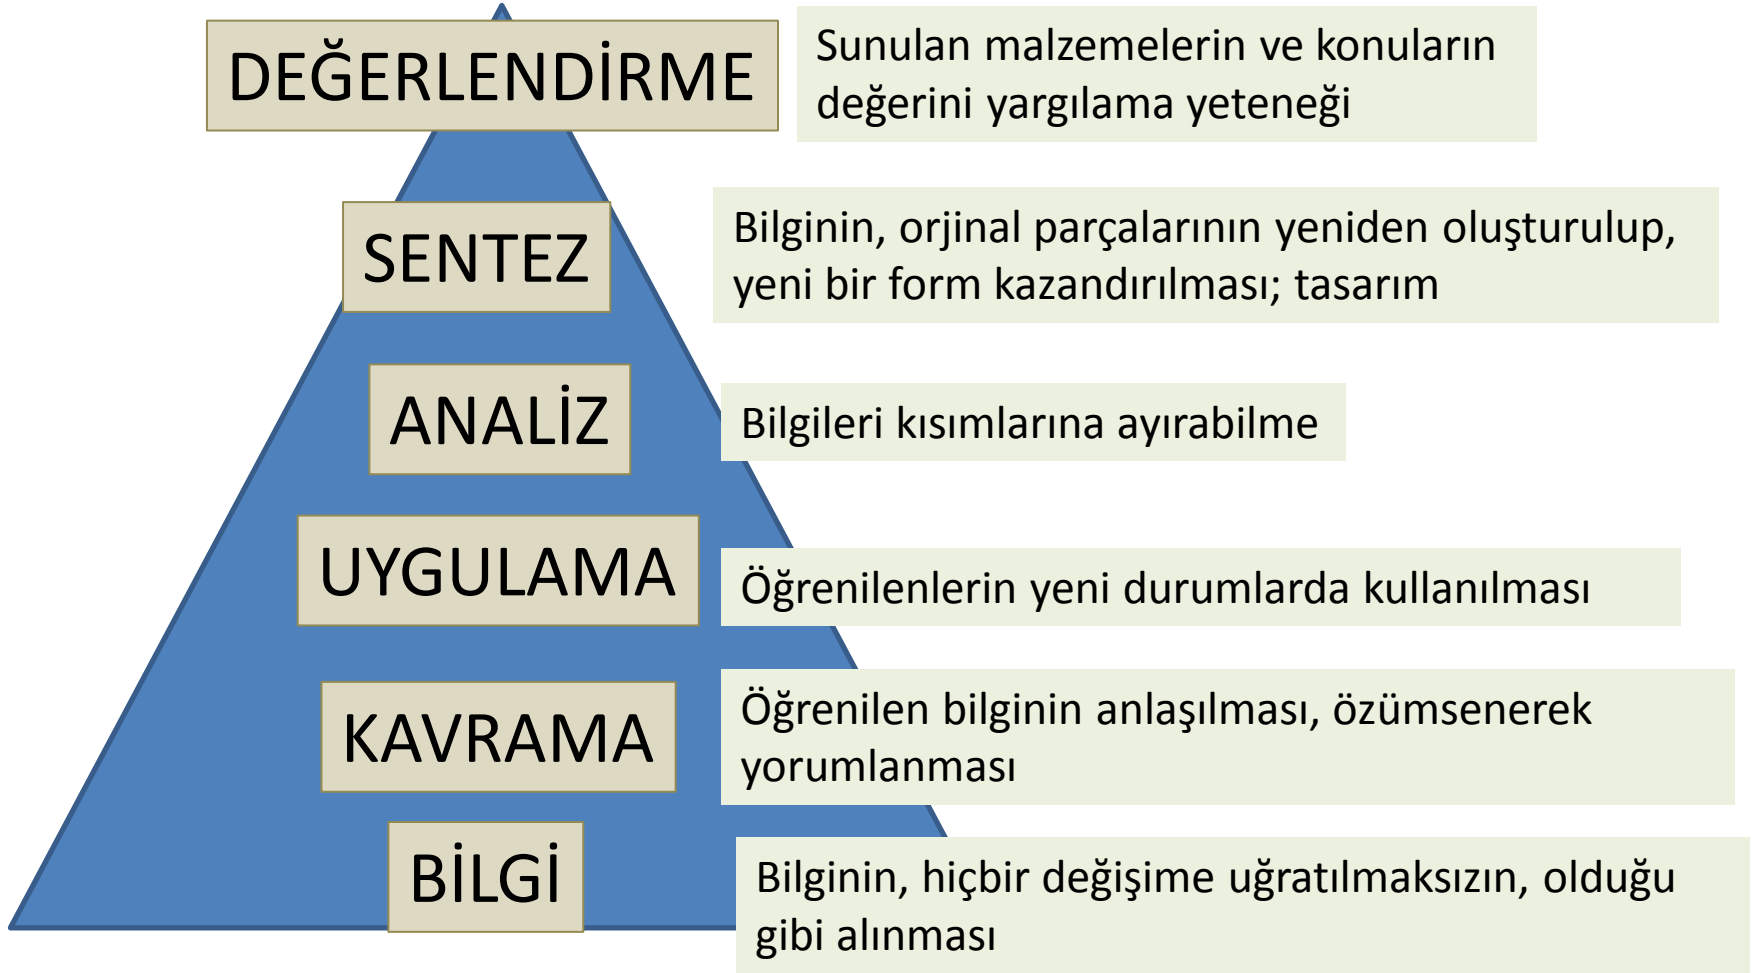 DEĞERLENDİRME
Sunulan malzemelerin ve konuların
değerini yargılama yeteneği
SENTEZ
Bilginin, orjinal parçalarının yeniden oluşturulup,
yeni bir form kazandırılması; tasarım
ANALİZ
Bilgileri kısımlarına ayırabilme
UYGULAMA
Öğrenilenlerin yeni durumlarda kullanılması
KAVRAMA
Öğrenilen bilginin anlaşılması, özümsenerek
yorumlanması
BİLGİ
Bilginin, hiçbir değişime uğratılmaksızın, olduğu
gibi alınması